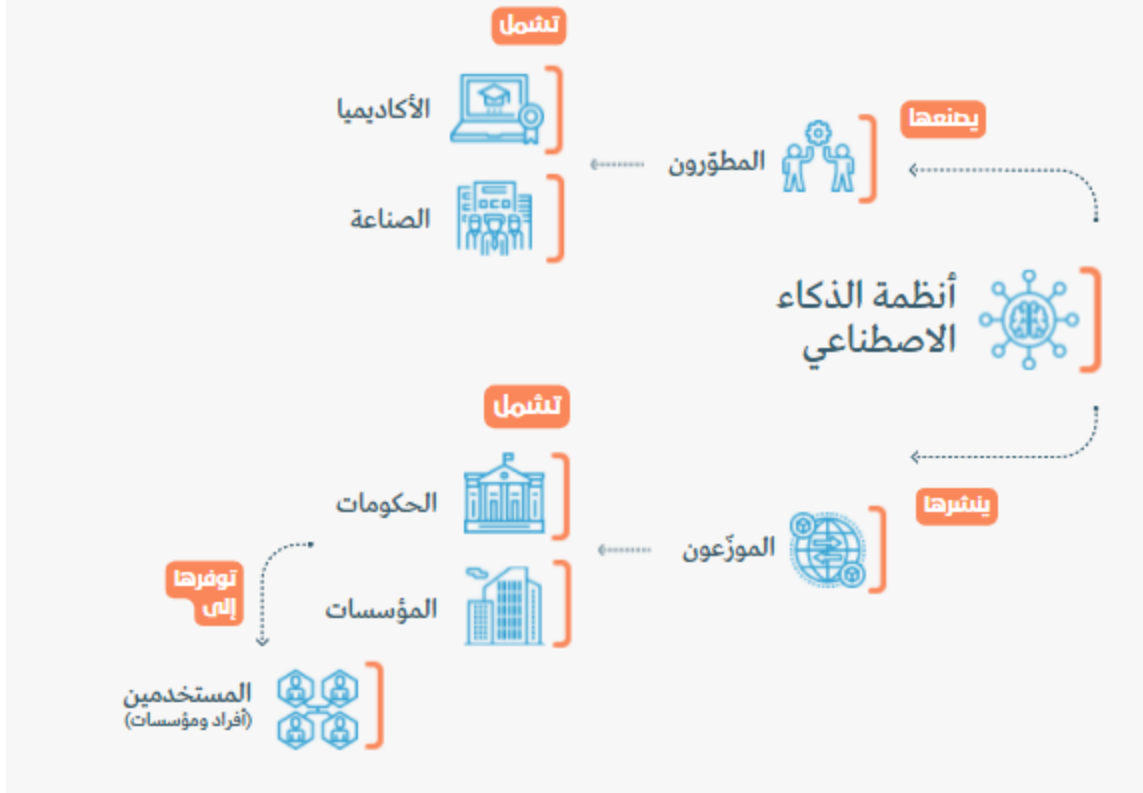 أنظمة الذكاء
الاصطناعي
يصنعها
المطوّرون
تشمل
الأكاديميا
الصناعة
ينشرها
الموزّعون
تشمل
الحكومات
المؤسسات
توفرها
إلى
المستخدمين
(أفراد ومؤسسات)